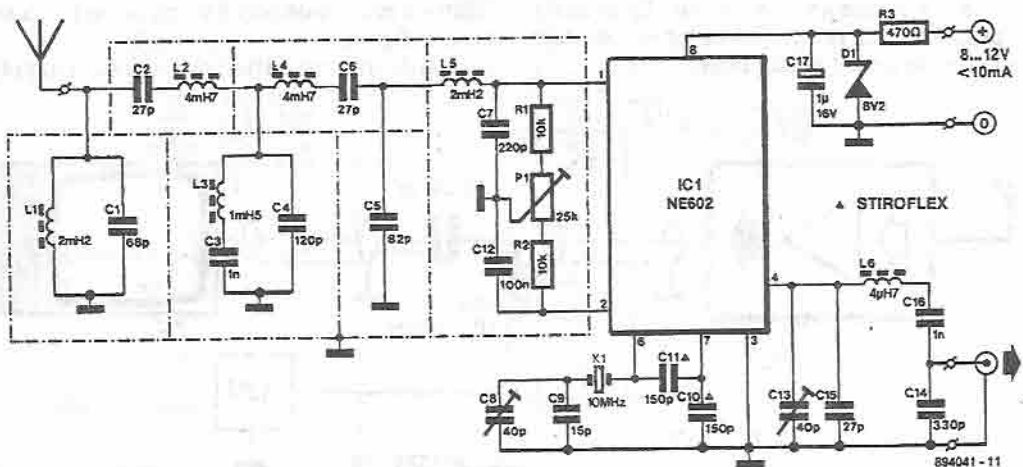 C2
27p
L2
4mH7
L4
4mH7
C6
27p
L5
2mH2
1
8
C17
1µ
16V
D1
8V2
R3
470Ω
+
8...12V
<10mA
0
C7
220p
R1
10k
P1
25k
C12
100n
R2
10k
2
IC1
NE602
▲ STIROFLEX
L1
2mH2
C1
68p
L3
1mH5
C3
1n
C4
120p
C5
82p
4
L6
4µH7
C16
1n
6
7
3
X1
10MHz
C11▲
150p
C10▲
150p
C8
40p
C9
15p
C13
40p
C15
27p
C14
330p
894041 - 11